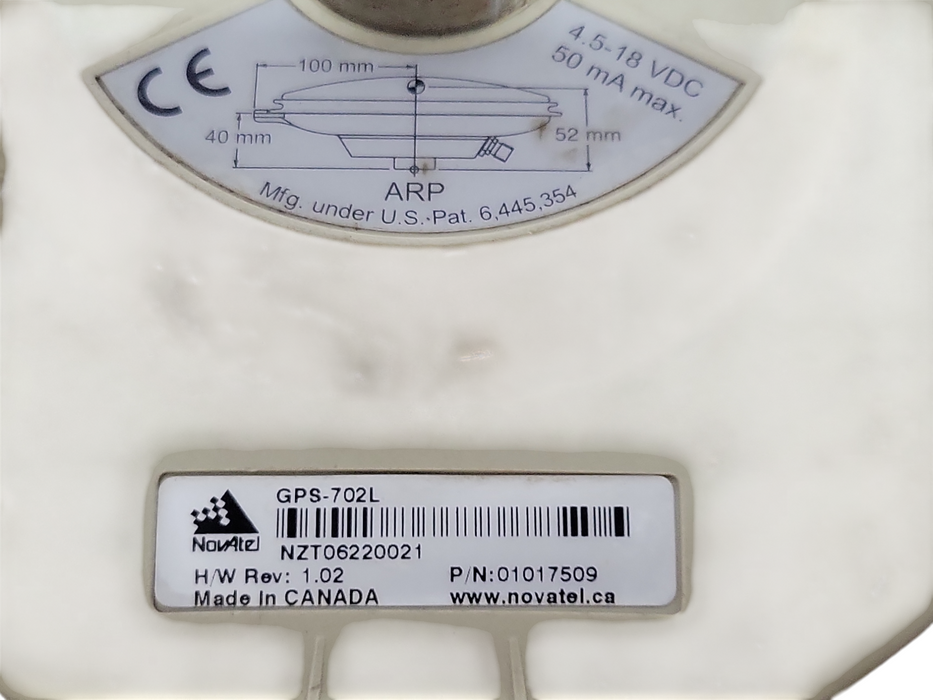 CE
4.5-18 VDC
50 mA max.
100 mm
40 mm
52 mm
ARP
Mfg. under U.S. Pat. 6,445,354
GPS-702L
NovAtel
NZT06220021
H/W Rev: 1.02
P/N:01017509
Made In CANADA
www.novatel.ca